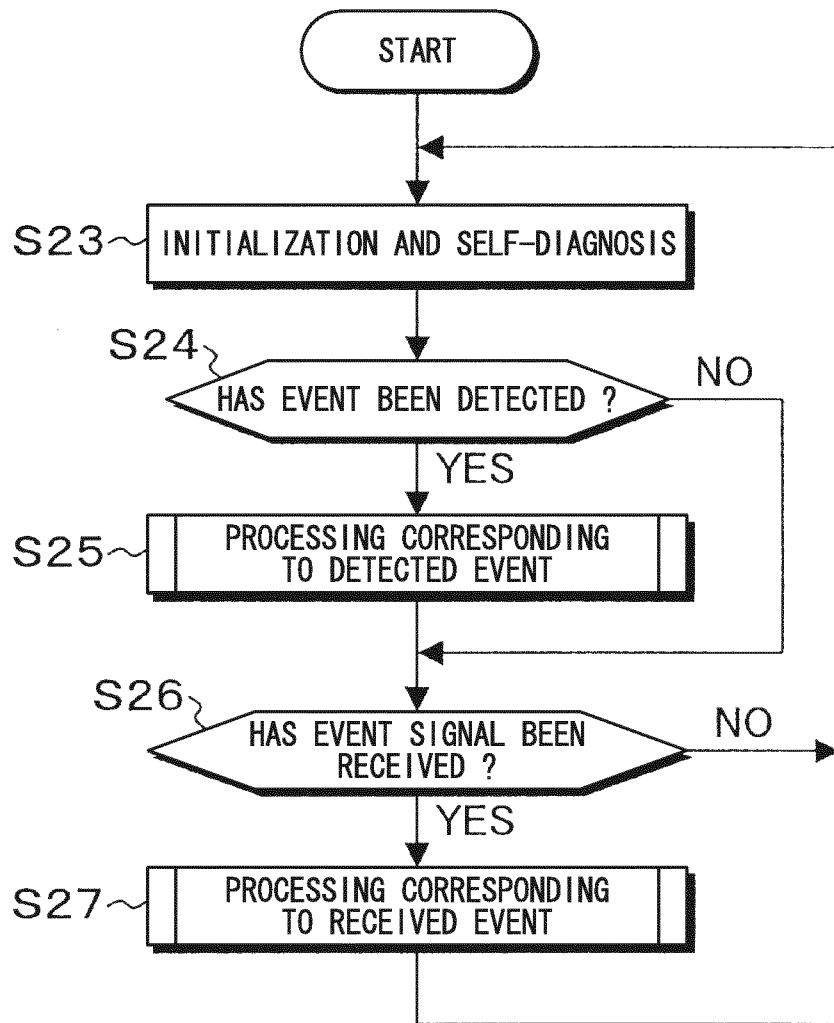 START
S23
INITIALIZATION AND SELF-DIAGNOSIS
S24
HAS EVENT BEEN DETECTED ?
NO
YES
S25
PROCESSING CORRESPONDING
TO DETECTED EVENT
S26
HAS EVENT SIGNAL BEEN
RECEIVED ?
NO
YES
S27
PROCESSING CORRESPONDING
TO RECEIVED EVENT